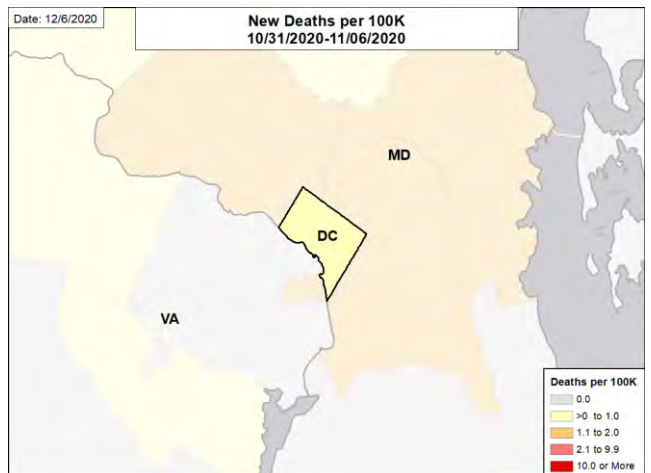 Date: 12/6/2020
New Deaths per 100K
10/31/2020-11/06/2020
MD
DC
VA
Deaths per 100K
0.0
>0 to 1.0
1.1 to 2.0
2.1 to 9.9
10.0 or More